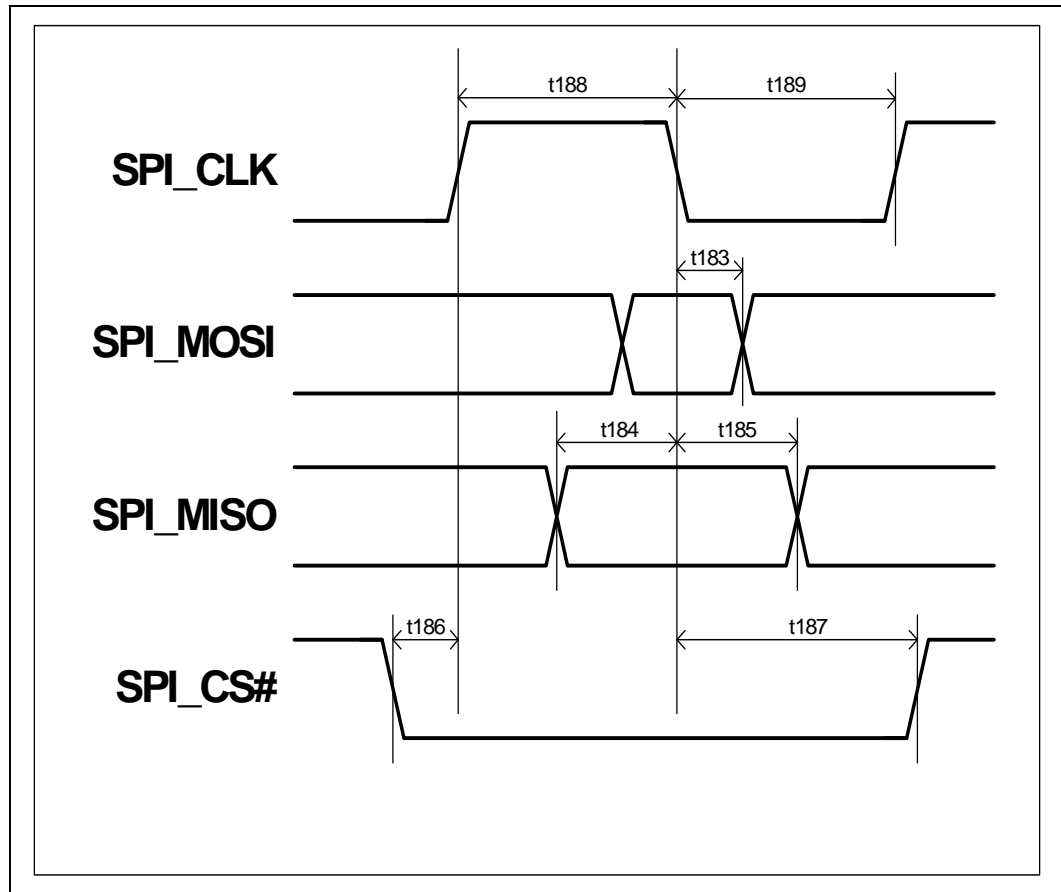 t188 t189
SPI_CLK
t183
SPI_MOSI
t184 t185
SPI_MISO
t186 t187
SPI_CS#